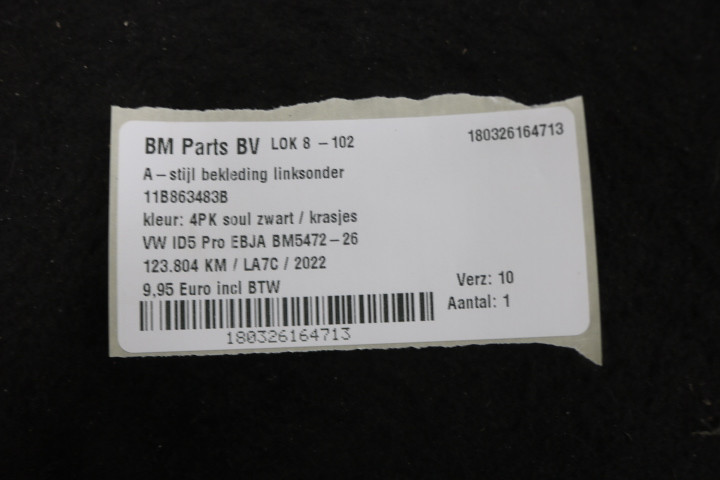 BM Parts BV LOK 8 - 102
180326164713
A - stijl bekleding linksonder
11B863483B
kleur: 4PK soul zwart / krasjes
VW ID5 Pro EBJA BM5472 - 26
123.804 KM / LA7C / 2022
9,95 Euro incl BTW
Verz: 10
Aantal: 1
180326164713